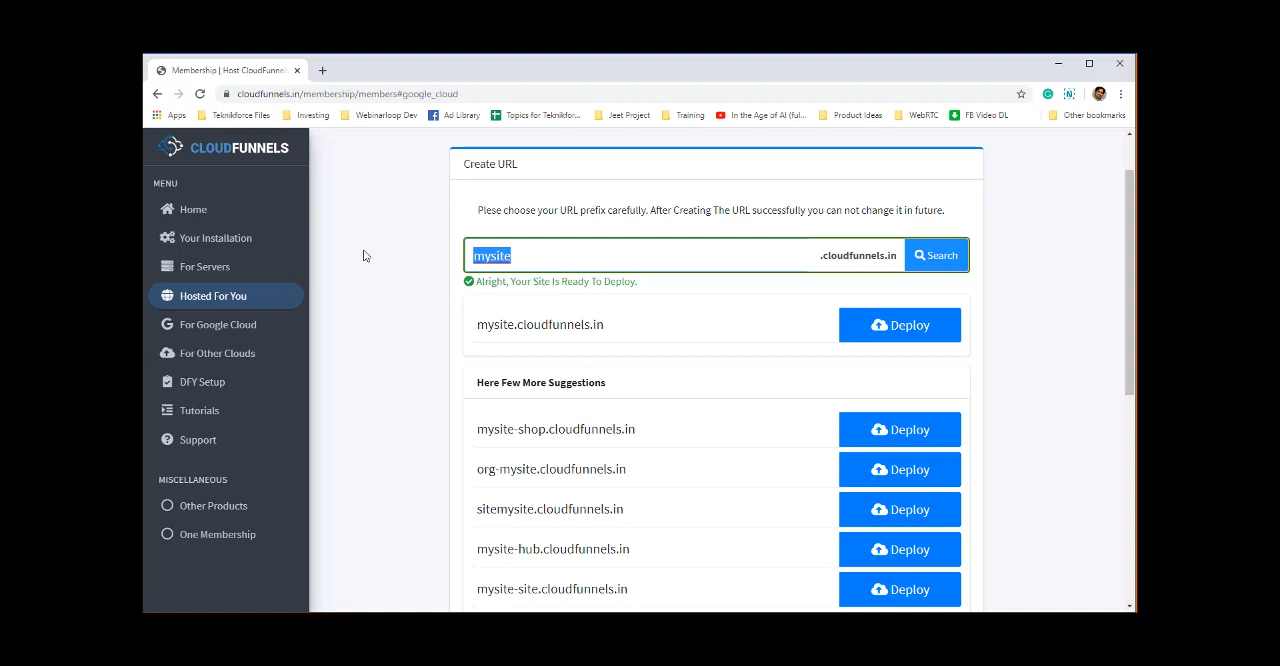 Membership | Host CloudFunnel
cloudfunnels.in/membership/members#google_cloud
Apps Teknikforce Files Investing Webinarloop Dev Ad Library Topics for Teknikfor... Jeet Project Training In the Age of AI (ful... Product Ideas WebRTC FB Video DL Other bookmarks
CLOUDFUNNELS
MENU
Home
Your Installation
For Servers
Hosted For You
For Google Cloud
For Other Clouds
DFY Setup
Tutorials
Support
MISCELLANEOUS
Other Products
One Membership
Create URL
Plese choose your URL prefix carefully. After Creating The URL successfully you can not change it in future.
mysite .cloudfunnels.in Search
Alright, Your Site Is Ready To Deploy.
mysite.cloudfunnels.in Deploy
Here Few More Suggestions
mysite-shop.cloudfunnels.in Deploy
org-mysite.cloudfunnels.in Deploy
sitemysite.cloudfunnels.in Deploy
mysite-hub.cloudfunnels.in Deploy
mysite-site.cloudfunnels.in Deploy